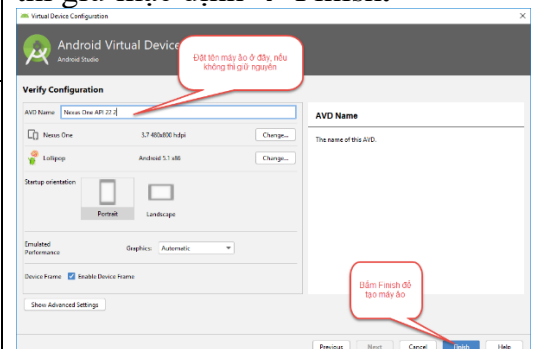 Virtual Device Configuration
Android Virtual Device
Android Studio
Đặt tên máy ảo ở đây, nếu
không thì giữ nguyên
Verify Configuration
AVD Name Nexus One API 22 2
AVD Name
The name of this AVD.
Nexus One 3.7 480x800 hdpi Change...
Lollipop Android 5.1 x86 Change...
Startup orientation
Portrait Landscape
Emulated
Performance Graphics: Automatic
Device Frame Enable Device Frame
Bấm Finish để
tạo máy ảo
Show Advanced Settings
Previous Next Cancel Finish Help